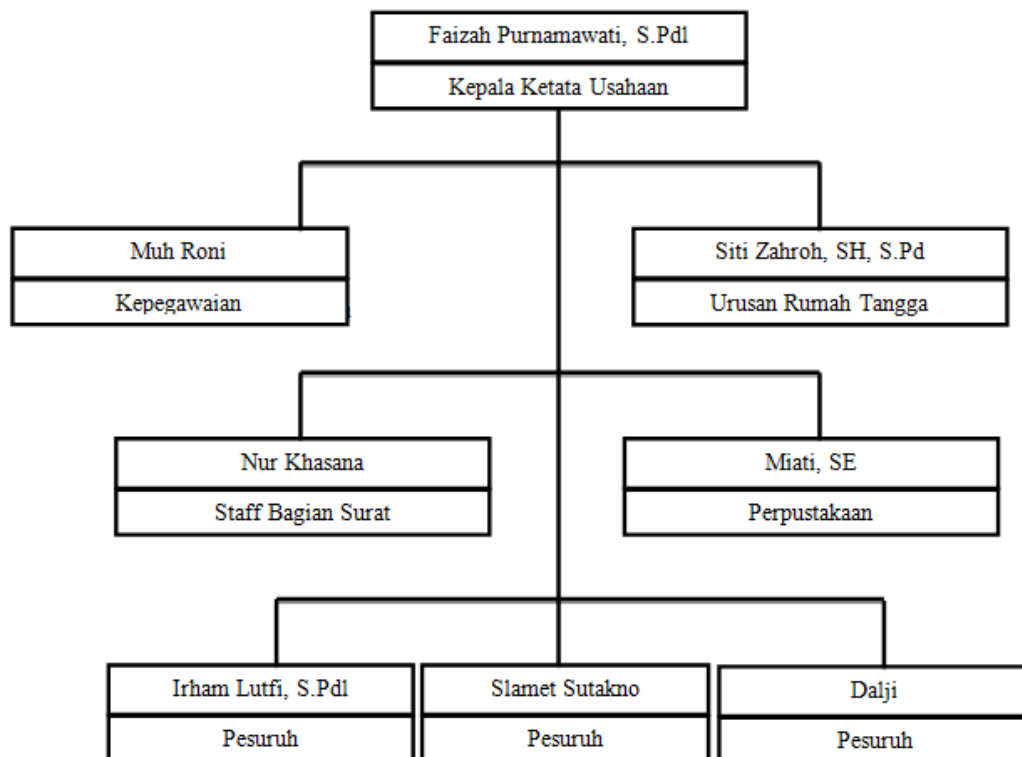 Faizah Purnamawati, S.Pdl
Kepala Ketata Usahaan
Muh Roni
Kepegawaian
Siti Zahroh, SH, S.Pd
Urusan Rumah Tangga
Nur Khasana
Staff Bagian Surat
Miati, SE
Perpustakaan
Irham Lutfi, S.Pdl
Pesuruh
Slamet Sutakno
Pesuruh
Dalji
Pesuruh